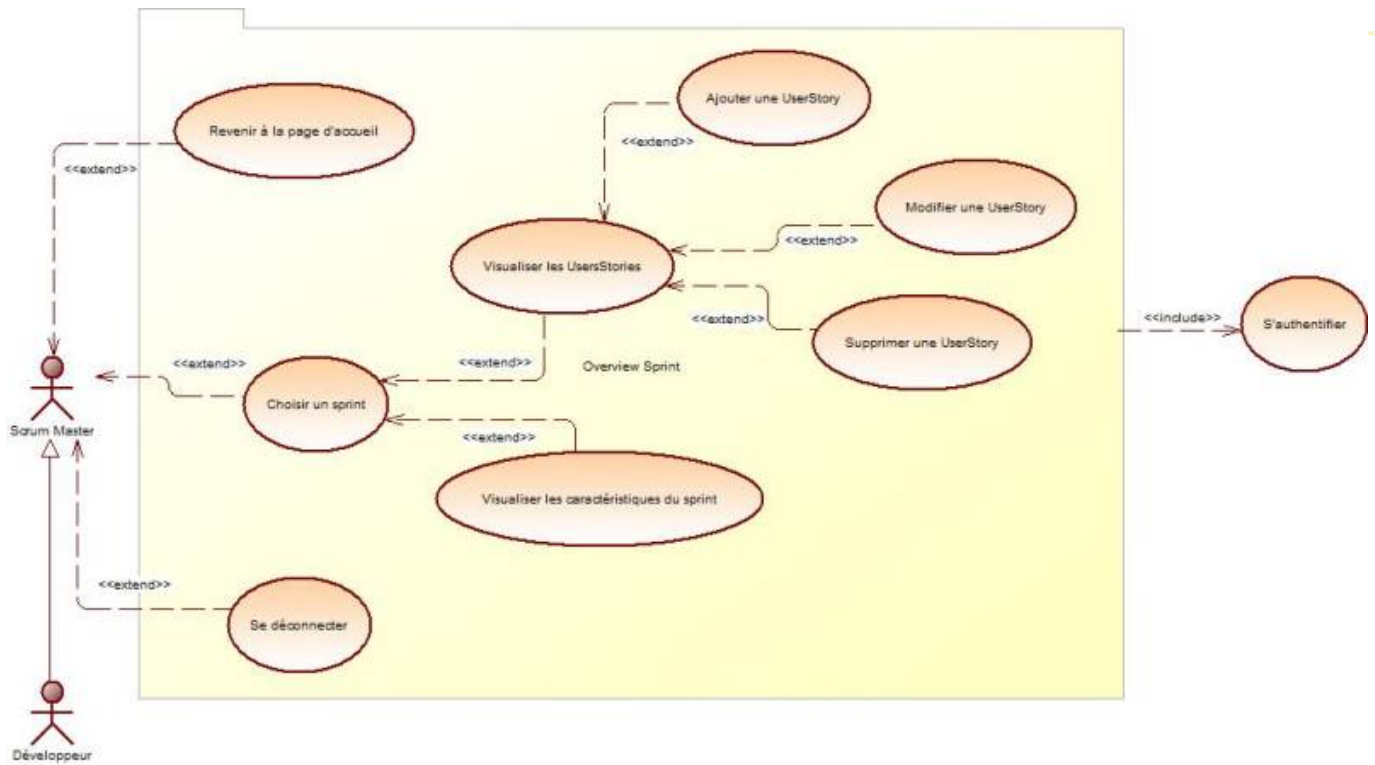 Ajouter une UserStory
Revenir à la page d'accueil
<<extend>>
<<extend>>
Modifier une UserStory
<<extend>>
Visualiser les UsersStories
<<extend>>
<<include>>
S'authentifier
Supprimer une UserStory
<<extend>>
<<extend>>
Overview Sprint
Choisir un sprint
Scrum Master
<<extend>>
Visualiser les caractéristiques du sprint
<<extend>>
Se déconnecter
Développeur